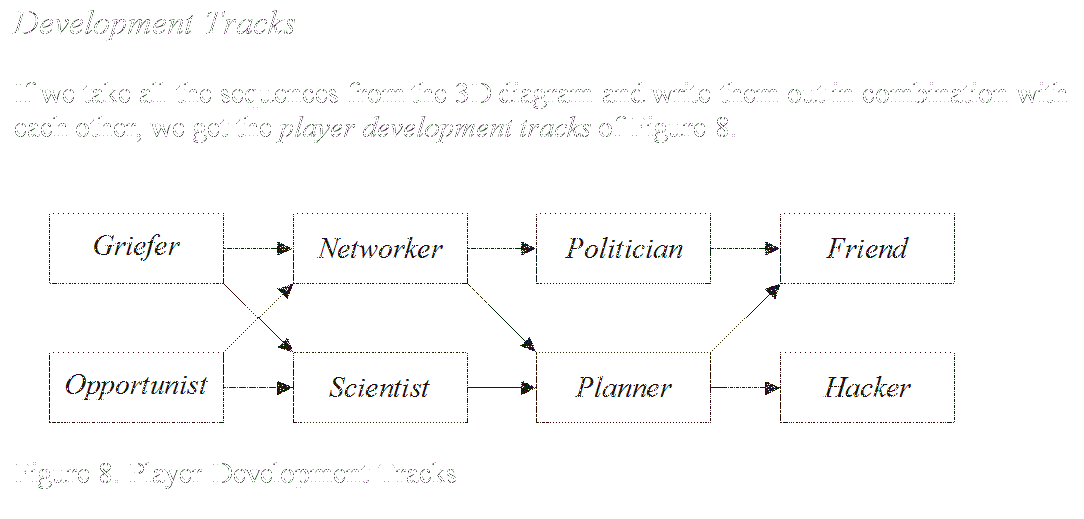 Development Tracks
If we take all the sequences from the 3D diagram and write them out in combination with
each other, we get the player development tracks of Figure 8.
Griefer Networker Politician Friend
Opportunist Scientist Planner Hacker
Figure 8. Player Development Tracks